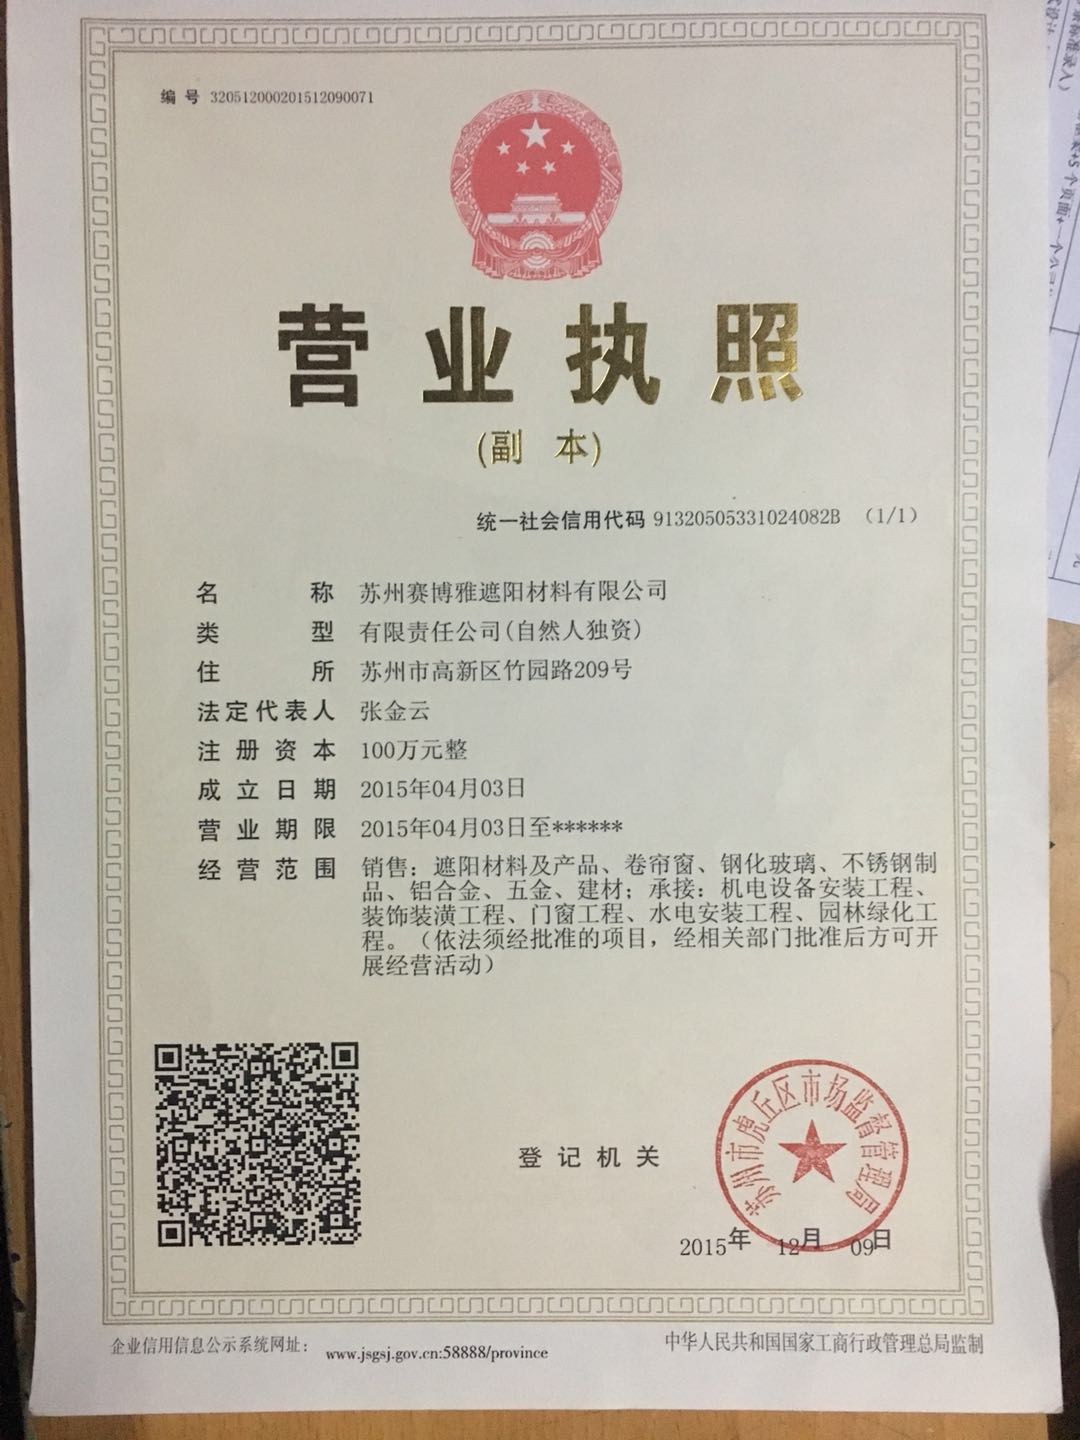 编号 320512000201512090071
营业执照
(副本)
统一社会信用代码 91320505331024082B (1/1)
名称 苏州赛博雅遮阳材料有限公司
类型 有限责任公司(自然人独资)
住所 苏州市高新区竹园路209号
法定代表人 张金云
注册资本 100万元整
成立日期 2015年04月03日
营业期限 2015年04月03日至******
经营范围 销售：遮阳材料及产品、卷帘窗、钢化玻璃、不锈钢制
品、铝合金、五金、建材；承接：机电设备安装工程、
装饰装潢工程、门窗工程、水电安装工程、园林绿化工
程。（依法须经批准的项目，经相关部门批准后方可开
展经营活动）
登记机关
苏州市虎丘区市场监督管理局
2015年 12月 09日
企业信用信息公示系统网址： www.jsgsj.gov.cn:58888/province
中华人民共和国国家工商行政管理总局监制